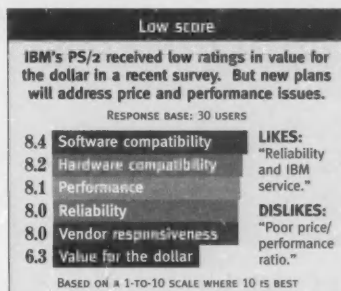 Low score
IBM's PS/2 received low ratings in value for
the dollar in a recent survey. But new plans
will address price and performance issues.
RESPONSE BASE: 30 USERS
8.4 Software compatibility
8.2 Hardware compatibility
8.1 Performance
8.0 Reliability
8.0 Vendor responsiveness
6.3 Value for the dollar
LIKES:
"Reliability
and IBM
service."
DISLIKES:
"Poor price/
performance
ratio."
BASED ON A 1-TO-10 SCALE WHERE 10 IS BEST